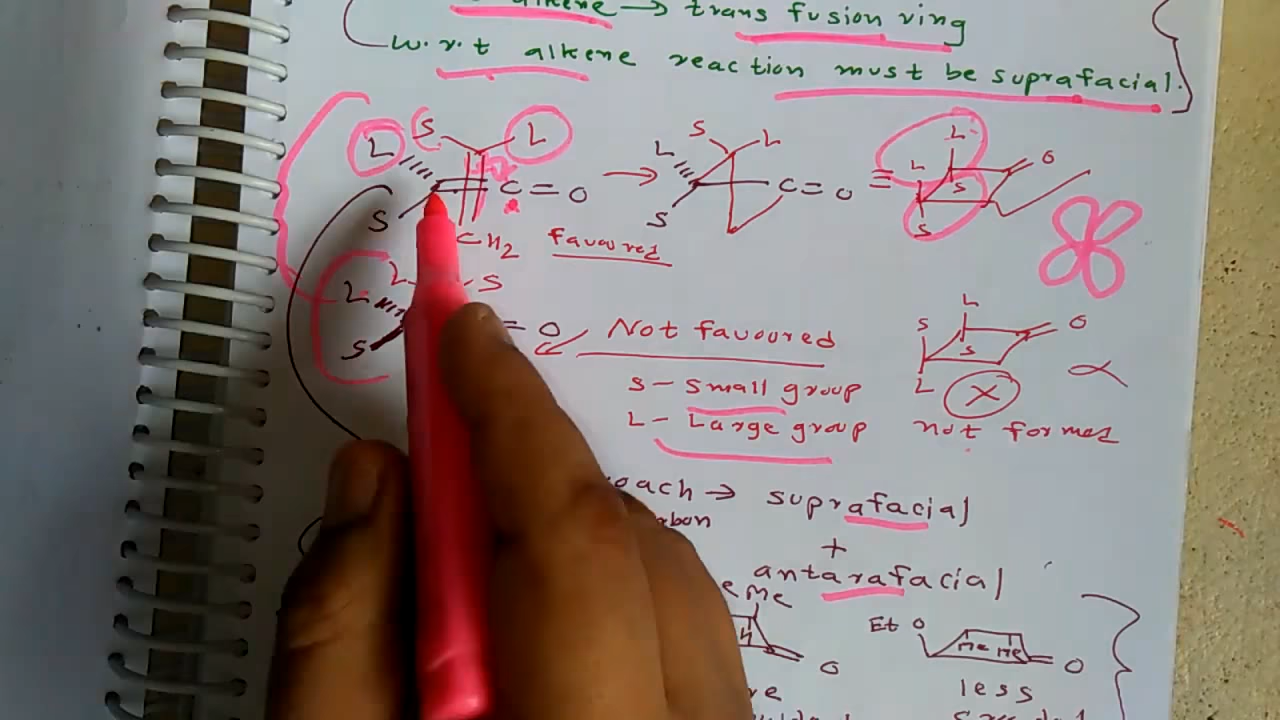 alkene → trans fusion ring
w.r.t alkene reaction must be suprafacial.
S L
L
C = O → S L L C = O ≡ L L S O
S S S
CH2 favoured
L S
L = O Not favoured S L S O
S
S - Small group L X
L - Large group not formed
→ suprafacial
+
antarafacial
Me Et O
H Me Me O
O less